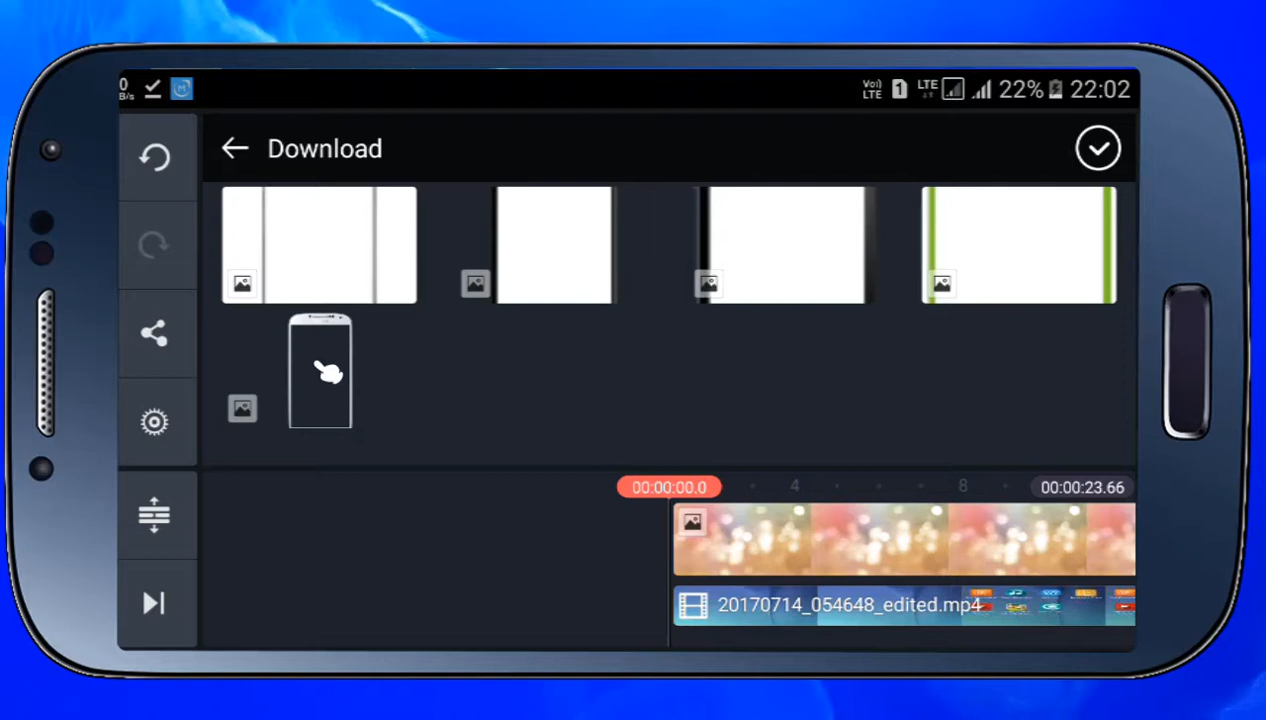 0
B/s
Vo)
LTE
1
LTE
22%
22:02
Download
00:00:00.0
4
8
00:00:23.66
20170714_054648_edited.mp4